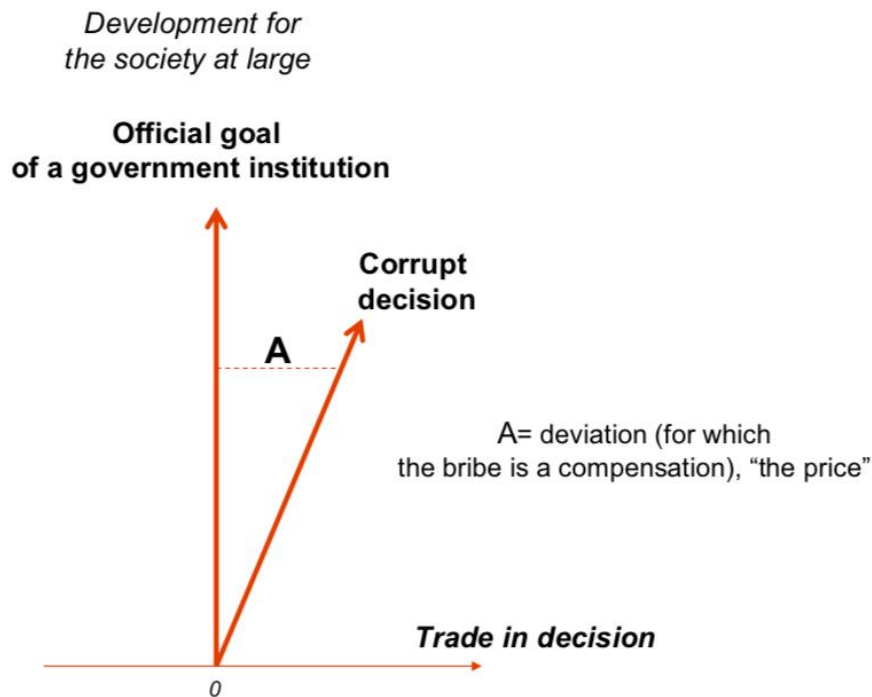 Development for
the society at large
Official goal
of a government institution
Corrupt
decision
A
A= deviation (for which
the bribe is a compensation), “the price”
Trade in decision
0